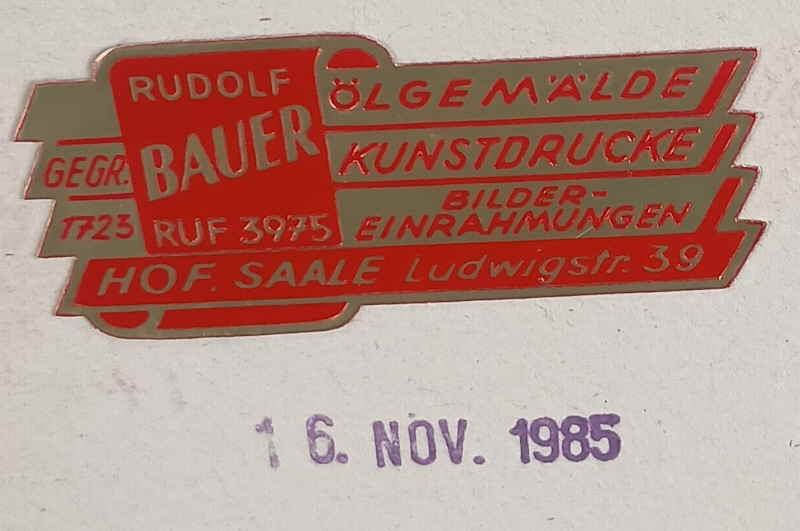 RUDOLF
BAUER
GEGR.
1723
RUF 3975
ÖLGEMÄLDE
KUNSTDRUCKE
BILDER-
EINRAHMUNGEN
HOF. SAALE Ludwigstr. 39
16. NOV. 1985